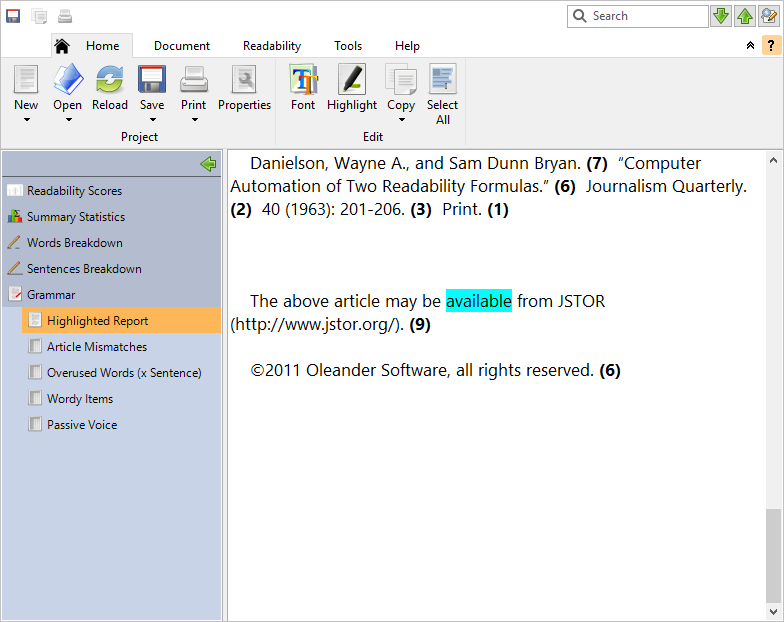 Search
Home Document Readability Tools Help ?
New Open Reload Save Print Properties Font Highlight Copy Select All
Project Edit
Readability Scores
Summary Statistics
Words Breakdown
Sentences Breakdown
Grammar
Highlighted Report
Article Mismatches
Overused Words (x Sentence)
Wordy Items
Passive Voice
Danielson, Wayne A., and Sam Dunn Bryan. (7) “Computer
Automation of Two Readability Formulas.” (6) Journalism Quarterly.
(2) 40 (1963): 201-206. (3) Print. (1)
The above article may be available from JSTOR
(http://www.jstor.org/). (9)
©2011 Oleander Software, all rights reserved. (6)